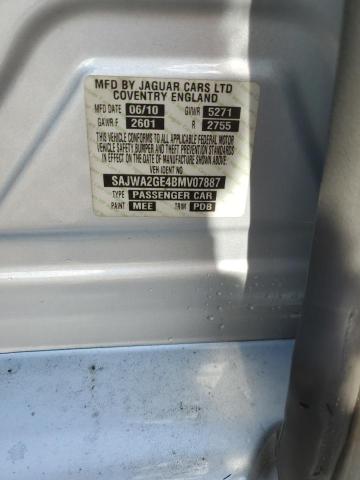 MFD BY JAGUAR CARS LTD
COVENTRY ENGLAND
MFD DATE 06/10 GVWR 5271
GAWR F 2601 R 2755
THIS VEHICLE CONFORMS TO ALL APPLICABLE FEDERAL MOTOR
VEHICLE SAFETY, BUMPER AND THEFT PREVENTION STANDARDS
IN EFFECT ON THE DATE OF MANUFACTURE SHOWN ABOVE
VEH IDENT NO
SAJWA2GE4BMV07887
TYPE PASSENGER CAR
PAINT MEE TRIM PDB